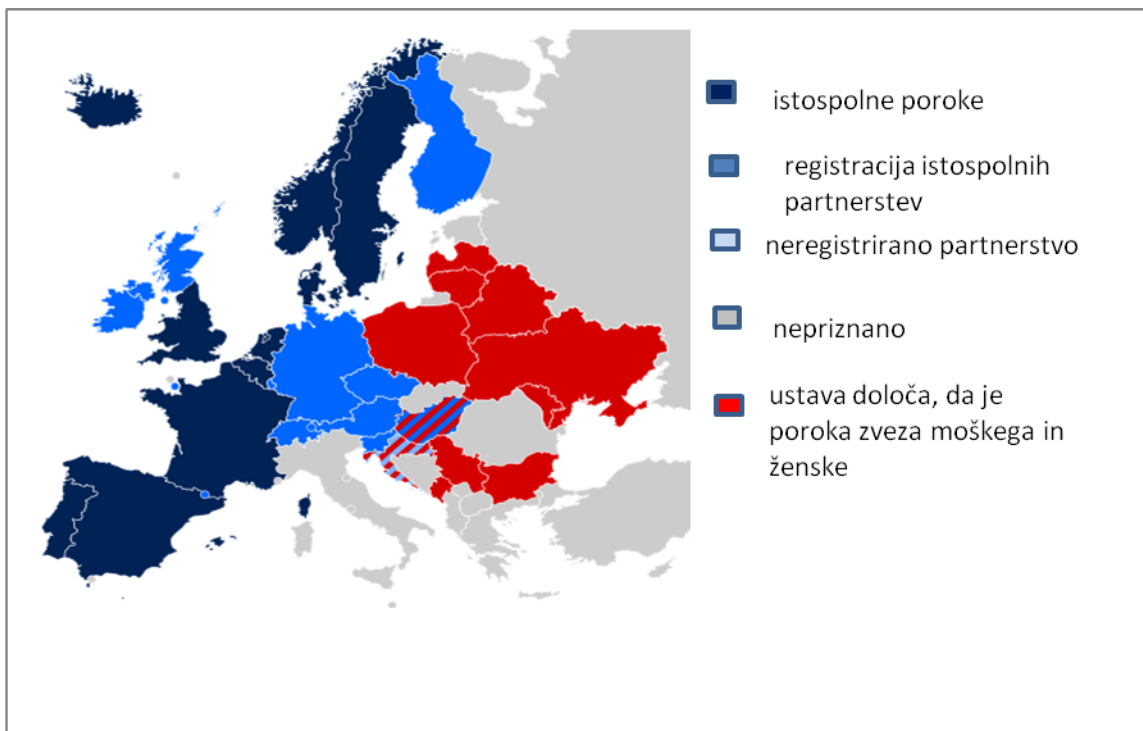 istospolne poroke
registracija istospolnih
partnerstev
neregistrirano partnerstvo
nepriznano
ustava določa, da je
poroka zveza moškega in
ženske